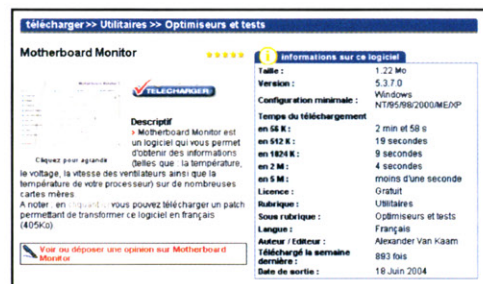 télécharger >> Utilitaires >> Optimiseurs et tests
Motherboard Monitor
TELECHARGER
Cliquez pour agrandir
Descriptif
› Motherboard Monitor est
un logiciel qui vous permet
d'obtenir des informations
(telles que : la température,
le voltage, la vitesse des ventilateurs ainsi que la
température de votre processeur) sur de nombreuses
cartes mères.
A noter : en cliquant ici vous pouvez télécharger un patch
permettant de transformer ce logiciel en français
(405Ko)
Voir ou déposer une opinion sur Motherboard
Monitor
i informations sur ce logiciel
Taille : 1.22 Mo
Version : 5.3.7.0
Configuration minimale : Windows
NT/95/98/2000/ME/XP
Temps du téléchargement
en 56 K : 2 min et 58 s
en 512 K : 19 secondes
en 1024 K : 9 secondes
en 2 M : 4 secondes
en 5 M : moins d'une seconde
Licence : Gratuit
Rubrique : Utilitaires
Sous rubrique : Optimiseurs et tests
Langue : Français
Auteur / Editeur : Alexander Van Kaam
Téléchargé la semaine
dernière : 893 fois
Date de sortie : 18 Juin 2004